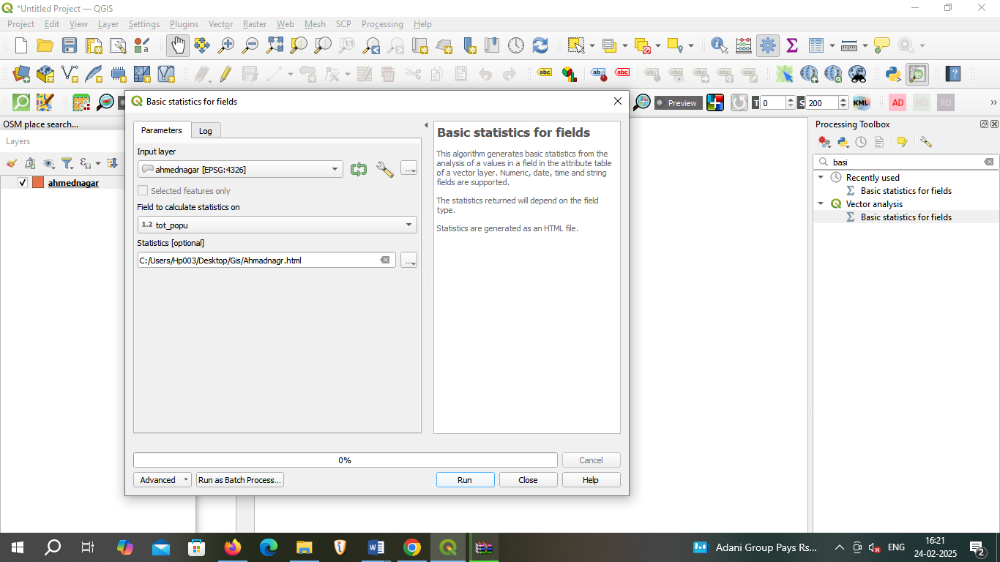 *Untitled Project — QGIS
Project Edit View Layer Settings Plugins Vector Raster Web Mesh SCP Processing Help
abc abc
Preview T 0 S 200 KML AD MO RO
OSM place search...
Layers
ahmednagar
Basic statistics for fields
Parameters Log
Input layer
ahmednagar [EPSG:4326]
Selected features only
Field to calculate statistics on
1.2 tot_popu
Statistics [optional]
C:/Users/Hp003/Desktop/Gis/Ahmadnagr.html
Basic statistics for fields
This algorithm generates basic statistics from the
analysis of a values in a field in the attribute table
of a vector layer. Numeric, date, time and string
fields are supported.
The statistics returned will depend on the field
type.
Statistics are generated as an HTML file.
0% Cancel
Advanced Run as Batch Process... Run Close Help
Processing Toolbox
basi
Recently used
Basic statistics for fields
Vector analysis
Basic statistics for fields
Adani Group Pays Rs... ENG 16:21
24-02-2025 2